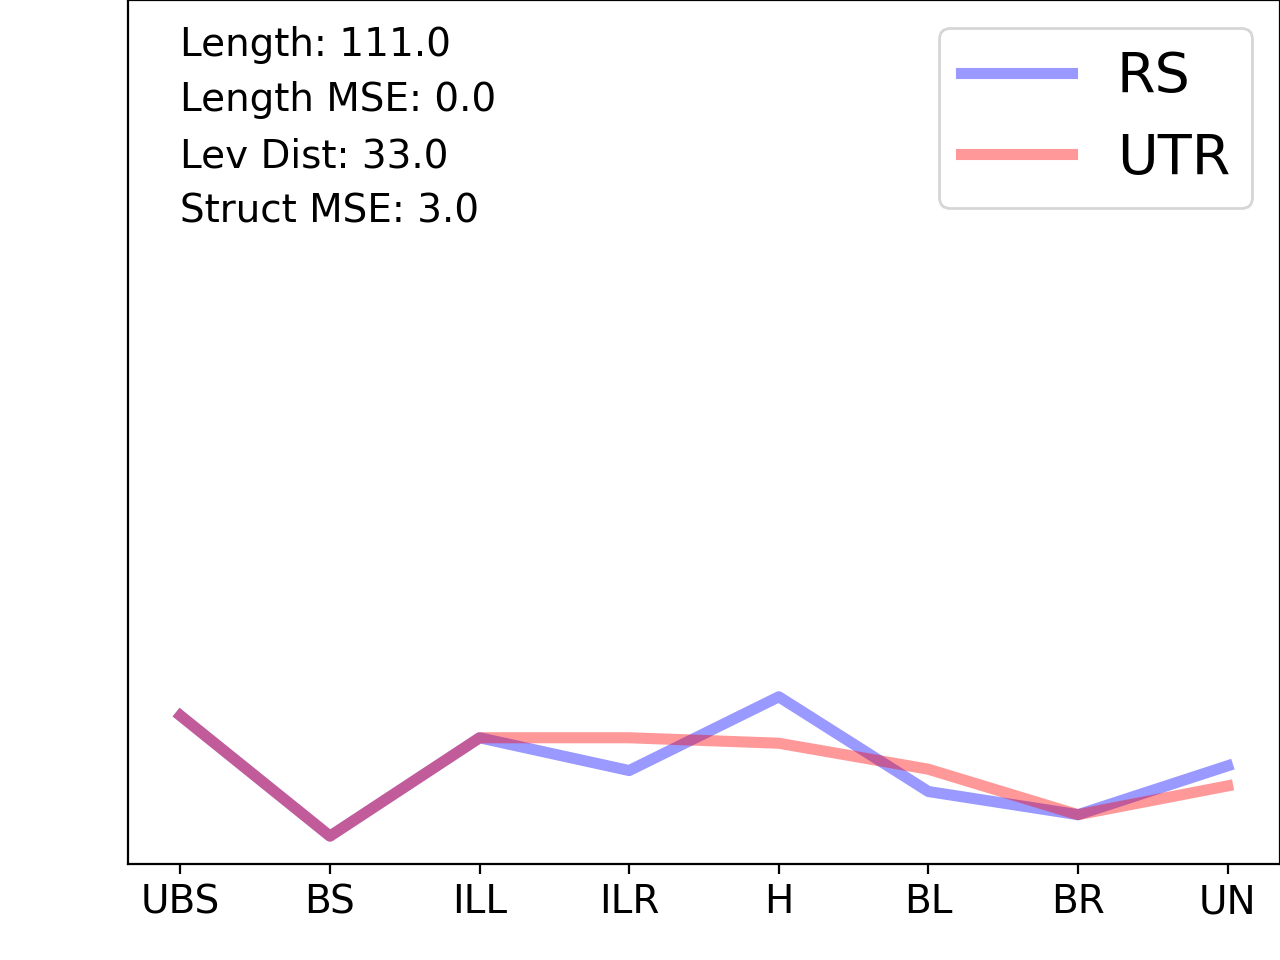 Length: 111.0
Length MSE: 0.0
Lev Dist: 33.0
Struct MSE: 3.0
RS
UTR
UBS BS ILL ILR H BL BR UN